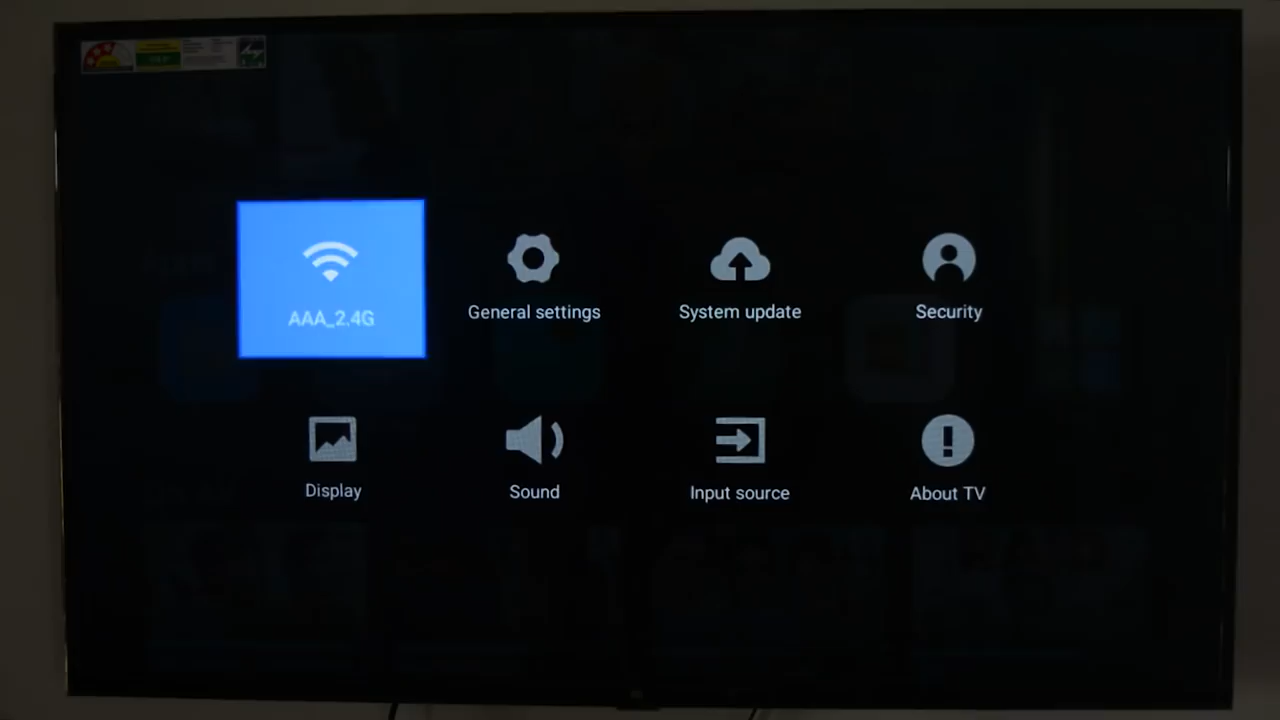 AAA_2.4G
General settings
System update
Security
Display
Sound
Input source
About TV